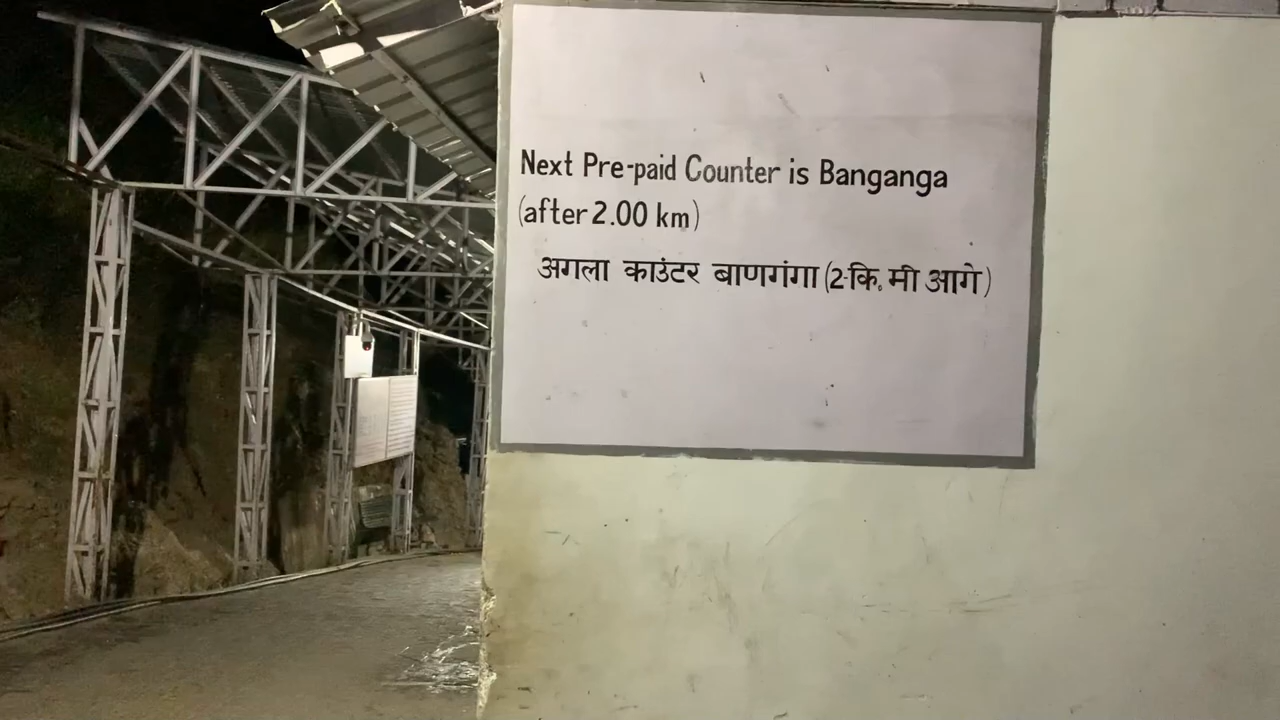 Next Pre-paid Counter is Banganga
(after 2.00 km)
अगला काउंटर बाणगंगा (2-कि. मी आगे)